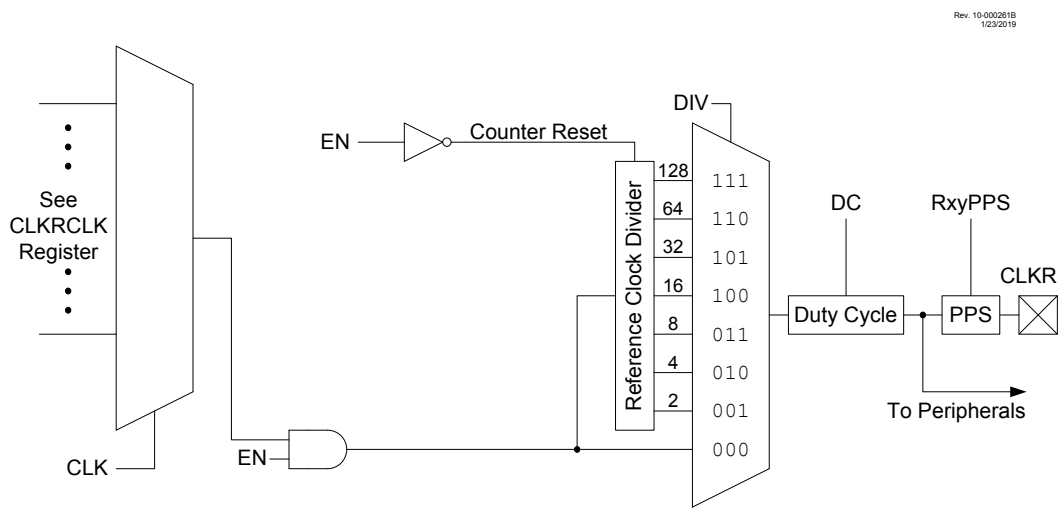 Rev. 10-000261B
1/23/2019
DIV
EN
Counter Reset
See
CLKRCLK
Register
Reference Clock Divider
128
64
32
16
8
4
2
111
110
101
100
011
010
001
000
DC
RxyPPS
CLKR
Duty Cycle
PPS
To Peripherals
EN
CLK